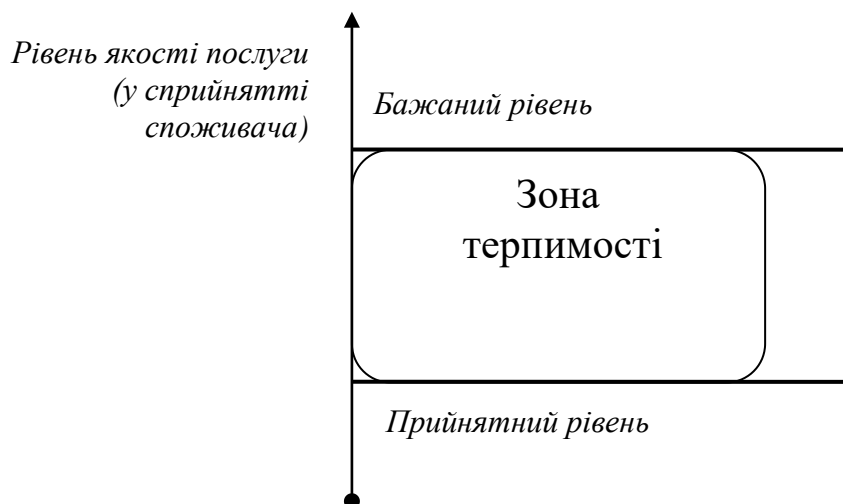 Рівень якості послуги
(у сприйнятті
споживача)
Бажаний рівень
Зона
терпимості
Прийнятний рівень